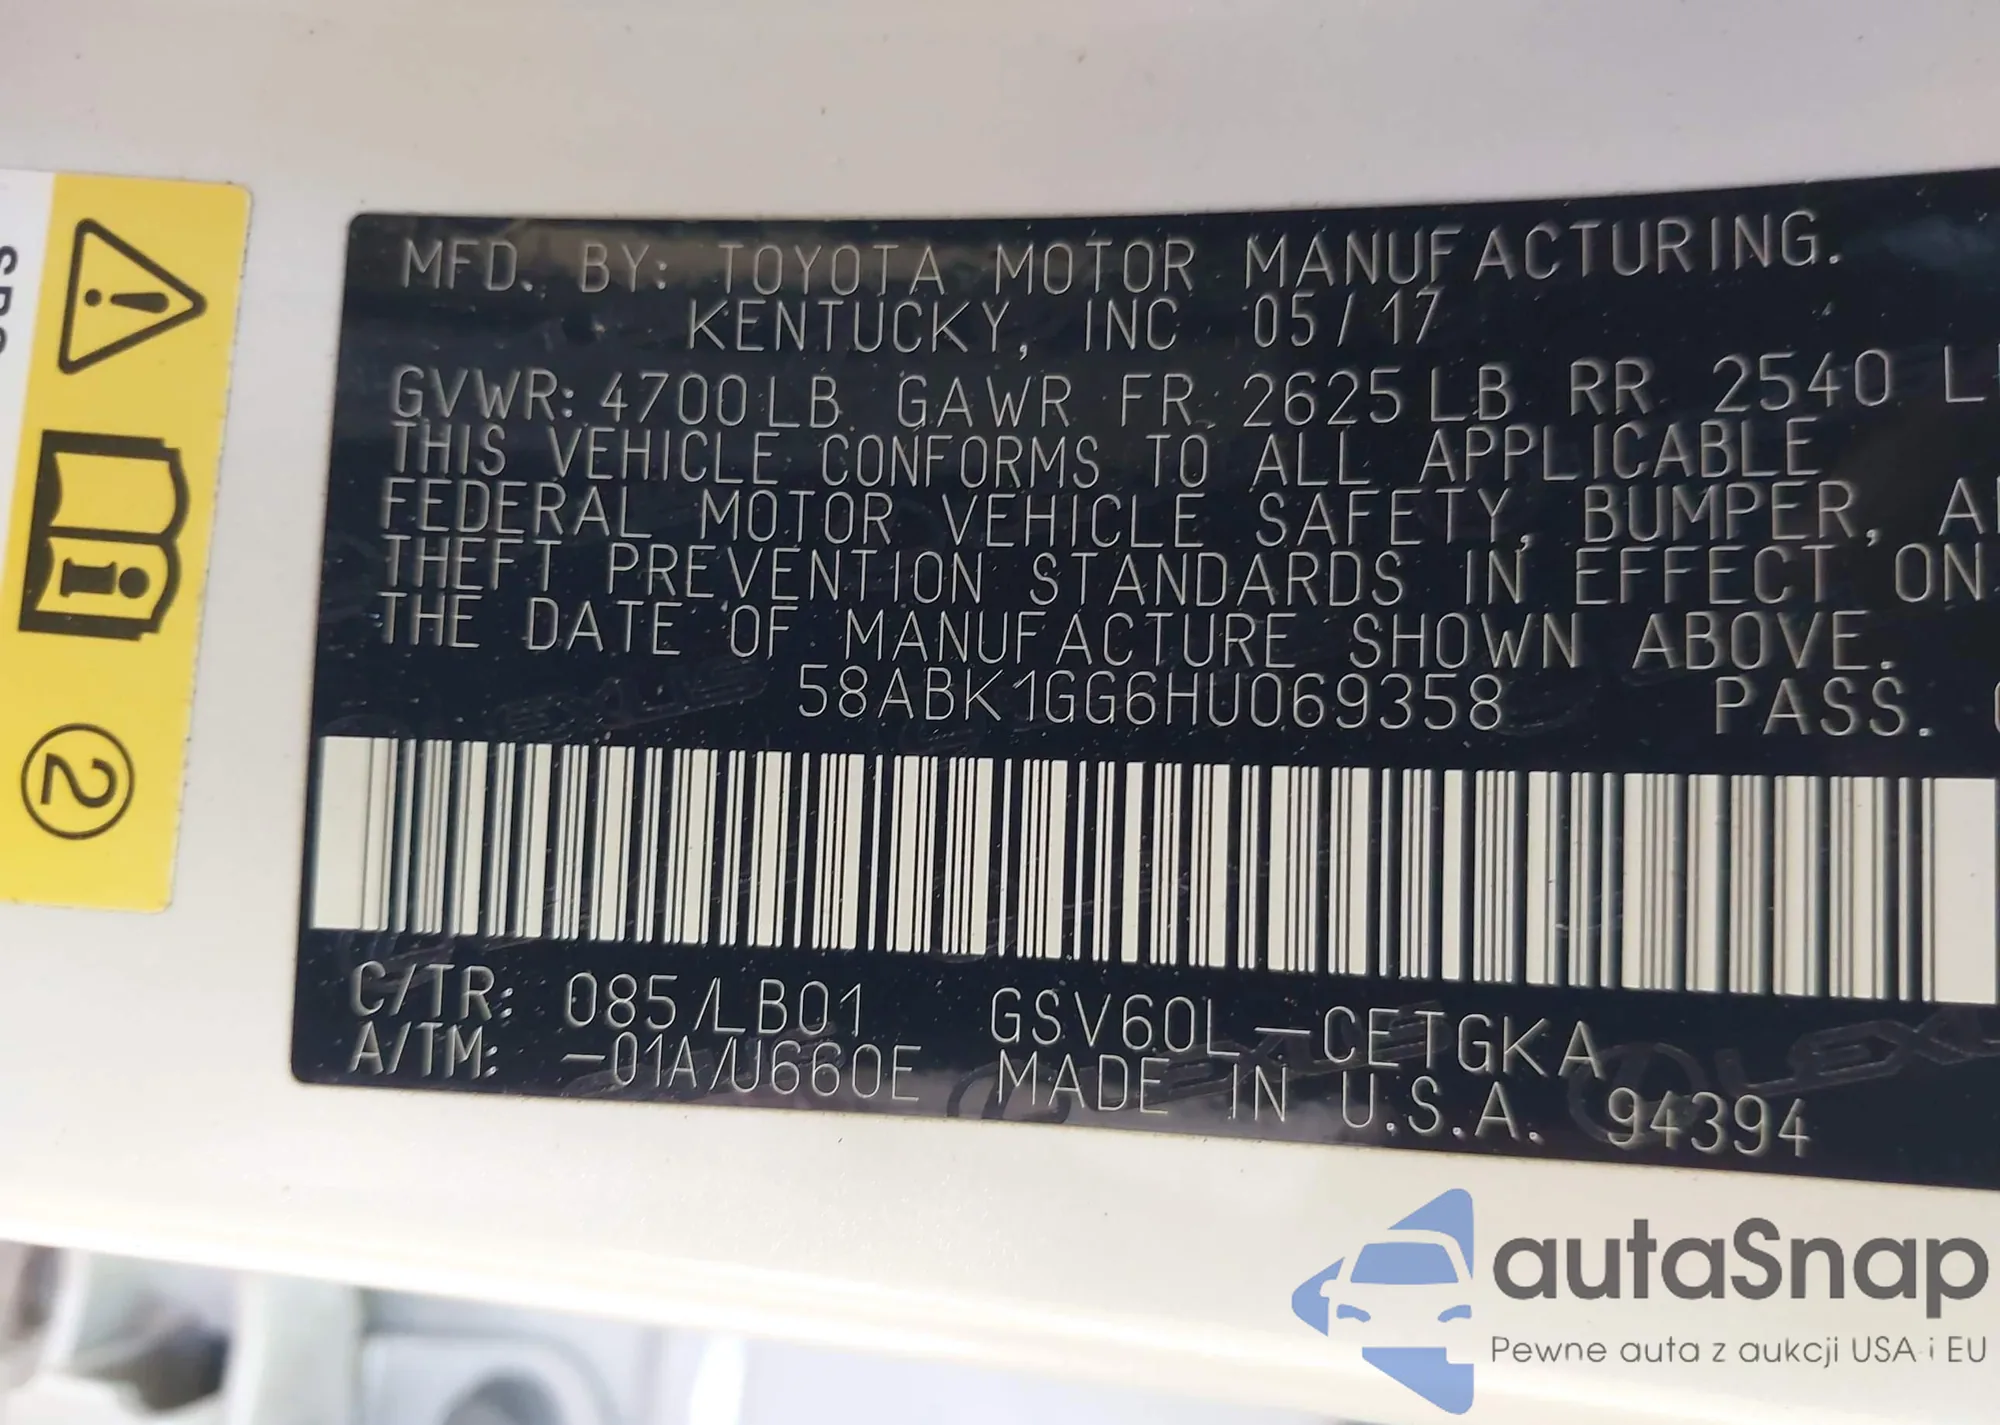 MFD. BY: TOYOTA MOTOR MANUFACTURING.
KENTUCKY, INC 05/17
GVWR: 4700LB GAWR FR 2625LB RR 2540
THIS VEHICLE CONFORMS TO ALL APPLICABLE
FEDERAL MOTOR VEHICLE SAFETY, BUMPER,
THEFT PREVENTION STANDARDS IN EFFECT ON
THE DATE OF MANUFACTURE SHOWN ABOVE.
58ABK1GG6HU069358 PASS.
C/TR: 085/LB01 GSV60L-CETGKA
A/TM: -01A/U660E MADE IN U.S.A. 94394
2
autaSnap
Pewne auta z aukcji USA i EU